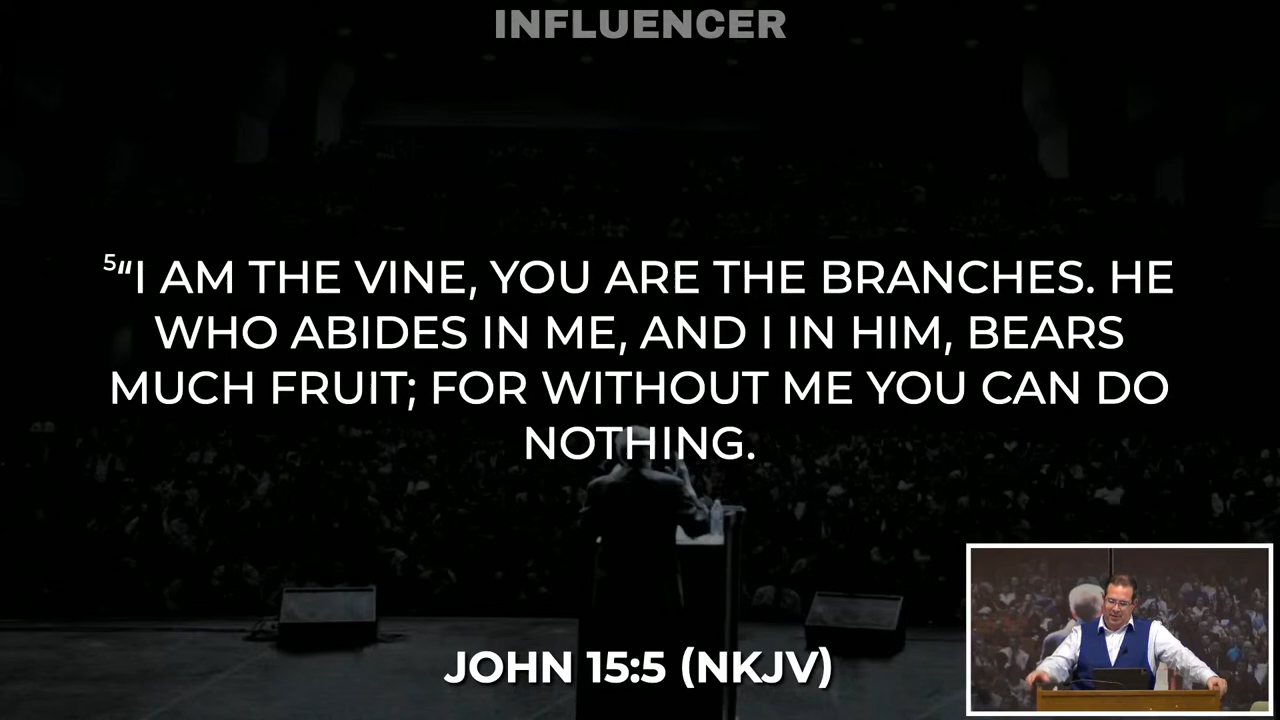 INFLUENCER
⁵“I AM THE VINE, YOU ARE THE BRANCHES. HE
WHO ABIDES IN ME, AND I IN HIM, BEARS
MUCH FRUIT; FOR WITHOUT ME YOU CAN DO
NOTHING.
JOHN 15:5 (NKJV)